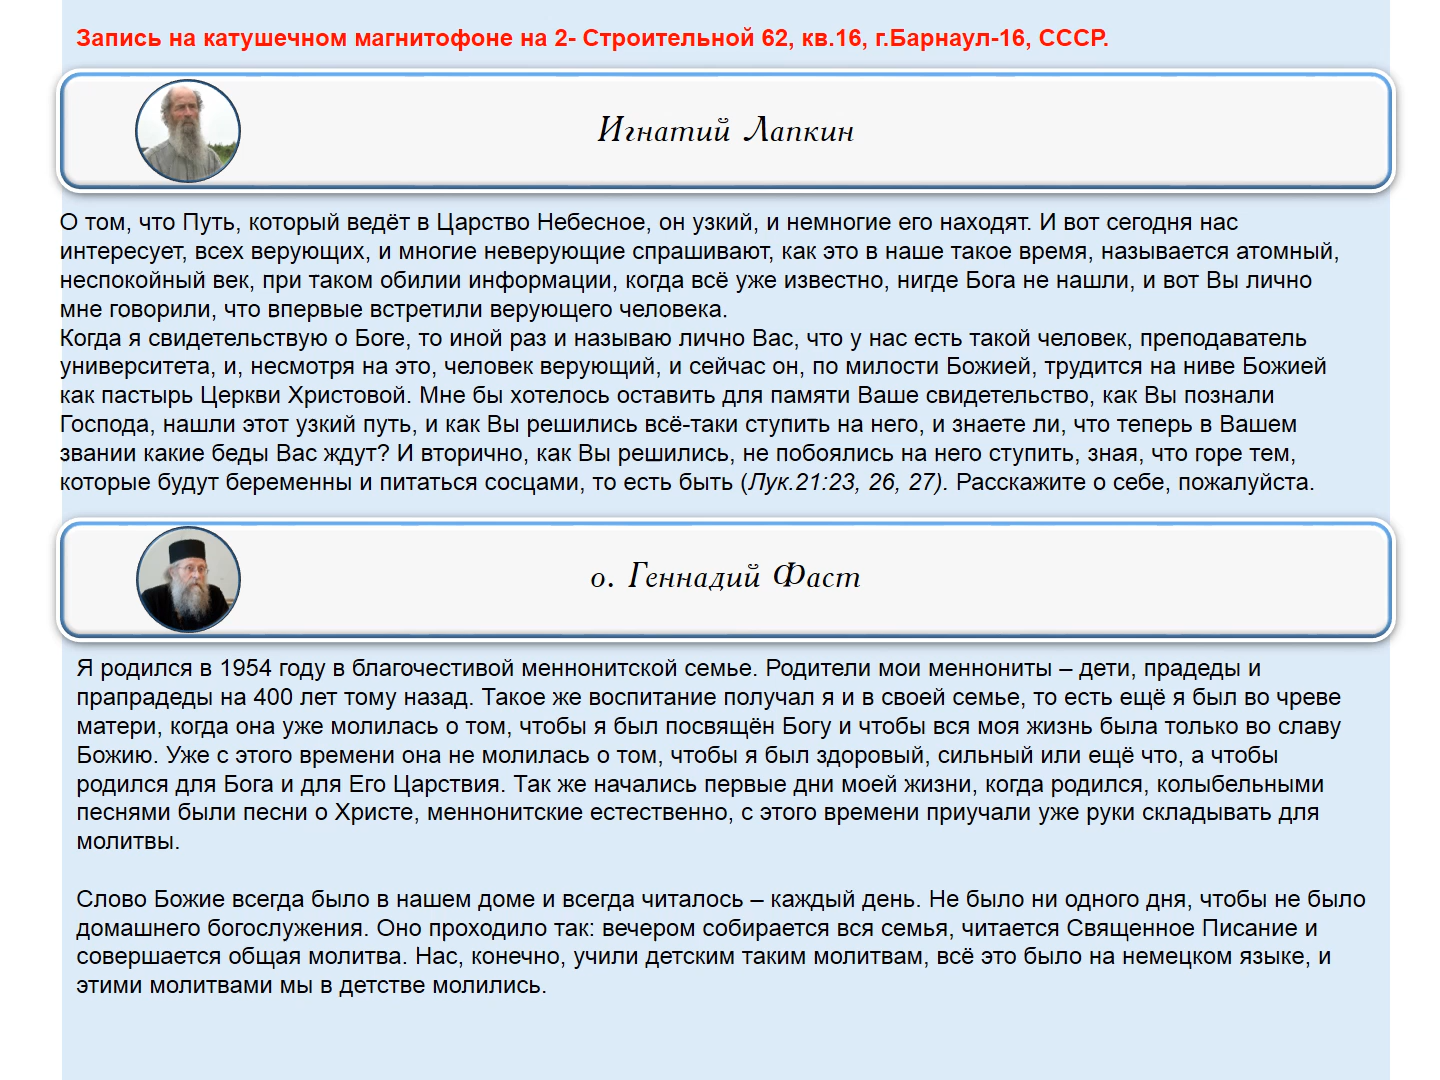 Запись на катушечном магнитофоне на 2- Строительной 62, кв.16, г.Барнаул-16, СССР.
Игнатий Лапкин
О том, что Путь, который ведёт в Царство Небесное, он узкий, и немногие его находят. И вот сегодня нас
интересует, всех верующих, и многие неверующие спрашивают, как это в наше такое время, называется атомный,
неспокойный век, при таком обилии информации, когда всё уже известно, нигде Бога не нашли, и вот Вы лично
мне говорили, что впервые встретили верующего человека.
Когда я свидетельствую о Боге, то иной раз и называю лично Вас, что у нас есть такой человек, преподаватель
университета, и, несмотря на это, человек верующий, и сейчас он, по милости Божией, трудится на ниве Божией
как пастырь Церкви Христовой. Мне бы хотелось оставить для памяти Ваше свидетельство, как Вы познали
Господа, нашли этот узкий путь, и как Вы решились всё-таки ступить на него, и знаете ли, что теперь в Вашем
звании какие беды Вас ждут? И вторично, как Вы решились, не побоялись на него ступить, зная, что горе тем,
которые будут беременны и питаться сосцами, то есть быть (Лук.21:23, 26, 27). Расскажите о себе, пожалуйста.
о. Геннадий Фаст
Я родился в 1954 году в благочестивой меннонитской семье. Родители мои меннониты – дети, прадеды и
прапрадеды на 400 лет тому назад. Такое же воспитание получал я и в своей семье, то есть ещё я был во чреве
матери, когда она уже молилась о том, чтобы я был посвящён Богу и чтобы вся моя жизнь была только во славу
Божию. Уже с этого времени она не молилась о том, чтобы я был здоровый, сильный или ещё что, а чтобы
родился для Бога и для Его Царствия. Так же начались первые дни моей жизни, когда родился, колыбельными
песнями были песни о Христе, меннонитские естественно, с этого времени приучали уже руки складывать для
молитвы.
Слово Божие всегда было в нашем доме и всегда читалось – каждый день. Не было ни одного дня, чтобы не было
домашнего богослужения. Оно проходило так: вечером собирается вся семья, читается Священное Писание и
совершается общая молитва. Нас, конечно, учили детским таким молитвам, всё это было на немецком языке, и
этими молитвами мы в детстве молились.